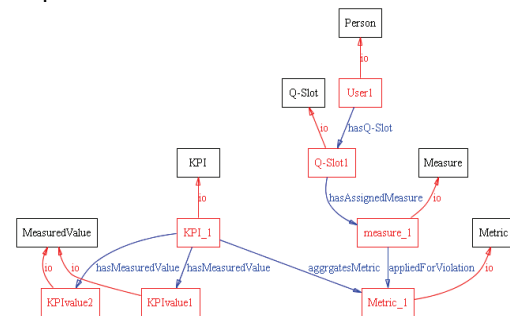 Person
io
Q-Slot
User1
io
hasQ-Slot
KPI
Q-Slot1
Measure
io
hasAssignedMeasure
io
MeasuredValue
KPI_1
measure_1
Metric
io
io
hasMeasuredValue
hasMeasuredValue
aggrgatesMetric
appliedForViolation
io
KPIvalue2
KPIvalue1
Metric_1